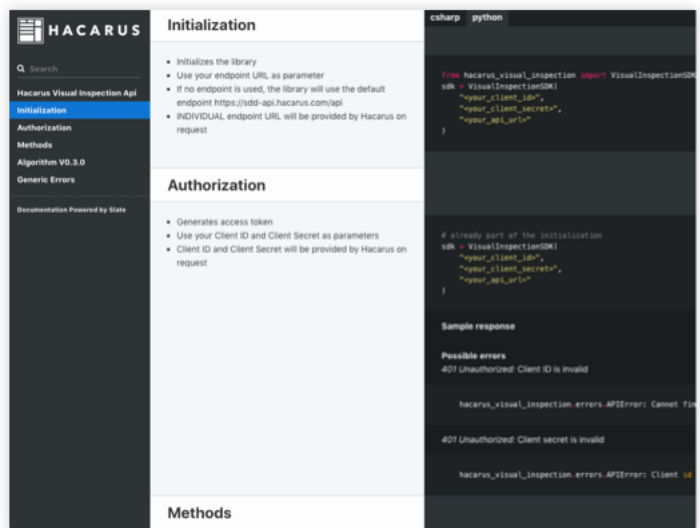 HACARUS
Search
Hacarus Visual Inspection Api
Initialization
Authorization
Methods
Algorithm V0.3.0
Generic Errors
Documentation Powered by Slate
Initialization
• Initializes the library
• Use your endpoint URL as parameter
• If no endpoint is used, the library will use the default
endpoint https://sdd-api.hacarus.com/api
• INDIVIDUAL endpoint URL will be provided by Hacarus on
request
Authorization
• Generates access token
• Use your Client ID and Client Secret as parameters
• Client ID and Client Secret will be provided by Hacarus on
request
Methods
csharp python
from hacarus_visual_inspection import VisualInspectionSDK
sdk = VisualInspectionSDK(
"<your_client_id>",
"<your_client_secret>",
"<your_api_url>"
)
# already part of the initialization
sdk = VisualInspectionSDK(
"<your_client_id>",
"<your_client_secret>",
"<your_api_url>"
)
Sample response
Possible errors
401 Unauthorized: Client ID is invalid
hacarus_visual_inspection.errors.APIError: Cannot fin
401 Unauthorized: Client secret is invalid
hacarus_visual_inspection.errors.APIError: Client id